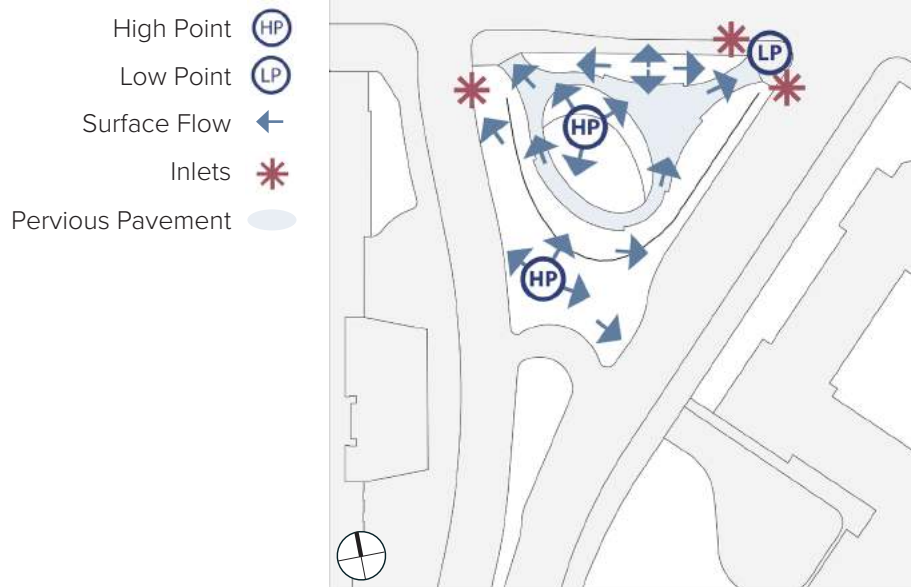 High Point HP
Low Point LP
Surface Flow
Inlets
Pervious Pavement
LP
HP
HP